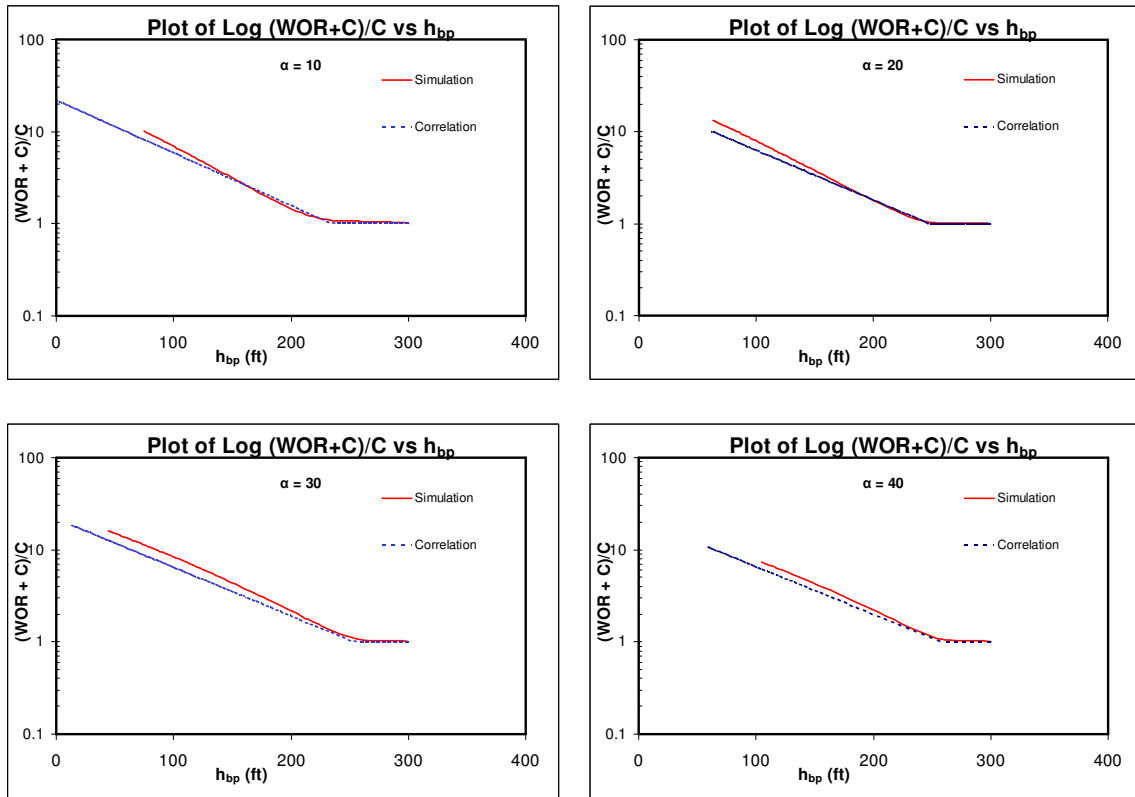 Plot of Log (WOR+C)/C vs hbp
α = 10
Simulation
Correlation
(WOR + C)/C
100
10
1
0.1
0 100 200 300 400
hbp (ft)
Plot of Log (WOR+C)/C vs hbp
α = 20
Simulation
Correlation
(WOR + C)/C
100
10
1
0.1
0 100 200 300 400
hbp (ft)
Plot of Log (WOR+C)/C vs hbp
α = 30
Simulation
Correlation
(WOR + C)/C
100
10
1
0.1
0 100 200 300 400
hbp (ft)
Plot of Log (WOR+C)/C vs hbp
α = 40
Simulation
Correlation
(WOR + C)/C
100
10
1
0.1
0 100 200 300 400
hbp (ft)